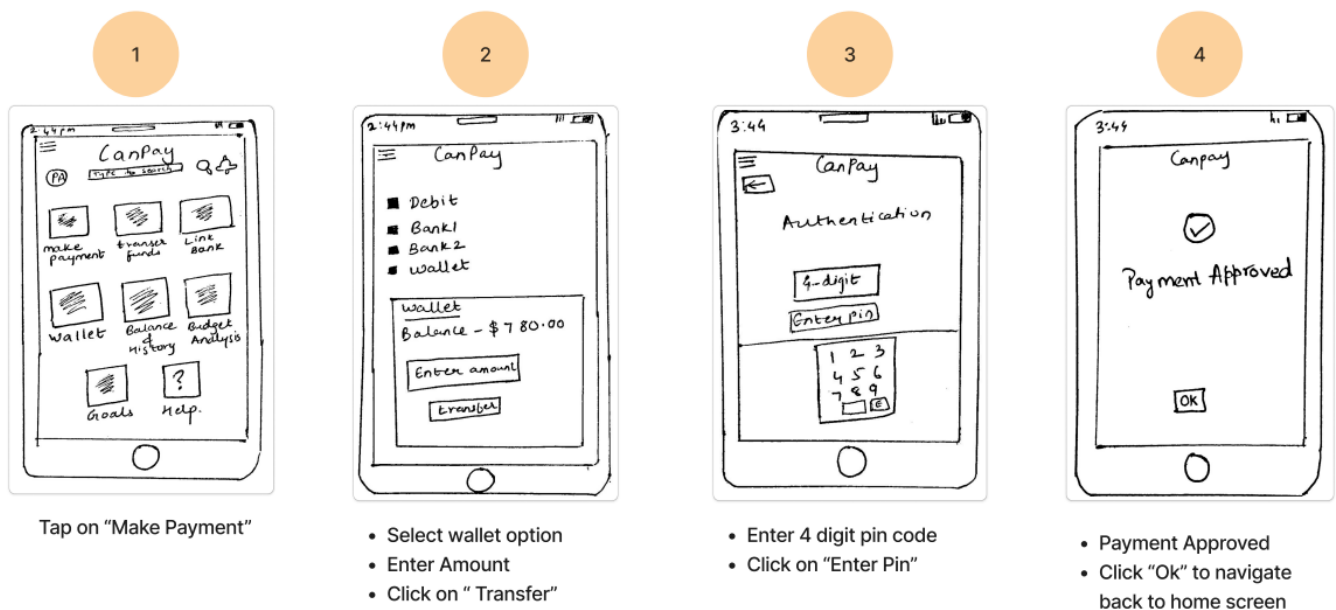 1
2:44pm
CanPay
PA
Type to search
make payment
transer funds
Link Bank
Wallet
Balance & History
Budget Analysis
Goals
?
Help.
Tap on “Make Payment”
2
2:44pm
CanPay
Debit
Bank1
Bank2
wallet
wallet
Balance - $780.00
Enter amount
transfer
• Select wallet option
• Enter Amount
• Click on “ Transfer”
3
3:44
CanPay
Authentication
4-digit
Enter pin
1 2 3
4 5 6
7 8 9
E
• Enter 4 digit pin code
• Click on “Enter Pin”
4
3:44
Canpay
Payment Approved
OK
• Payment Approved
• Click “Ok” to navigate
back to home screen